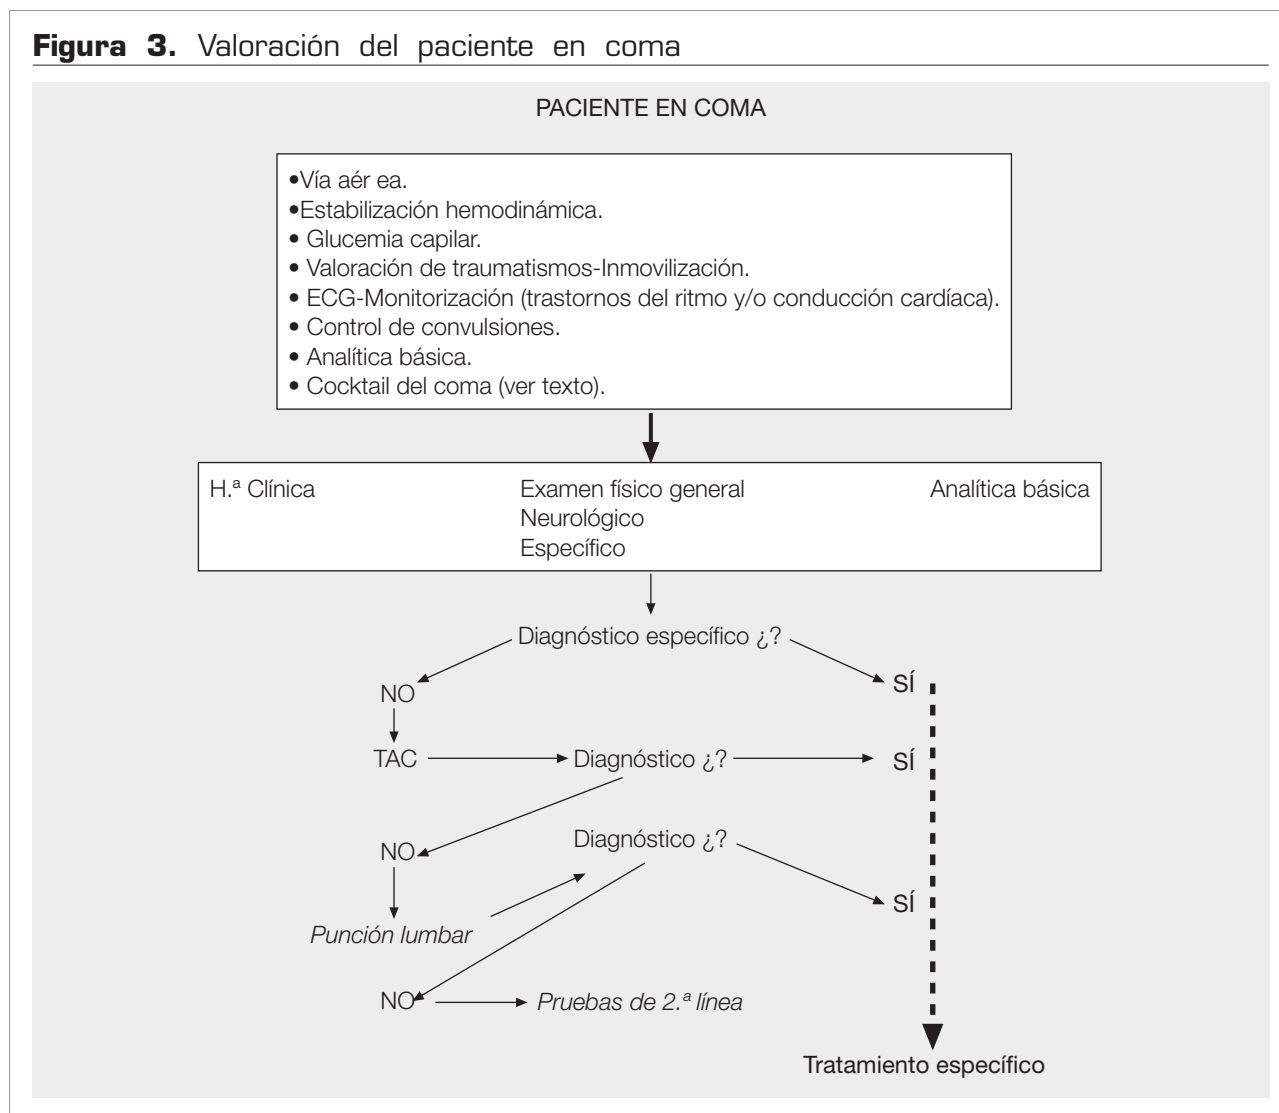 Figura 3. Valoración del paciente en coma
PACIENTE EN COMA
•Vía aér ea.
•Estabilización hemodinámica.
• Glucemia capilar.
• Valoración de traumatismos-Inmovilización.
• ECG-Monitorización (trastornos del ritmo y/o conducción cardíaca).
• Control de convulsiones.
• Analítica básica.
• Cocktail del coma (ver texto).
H.ª Clínica
Examen físico general
Neurológico
Específico
Analítica básica
Diagnóstico específico ¿?
NO
SÍ
TAC
Diagnóstico ¿?
SÍ
NO
Diagnóstico ¿?
SÍ
Punción lumbar
NO
Pruebas de 2.ª línea
Tratamiento específico